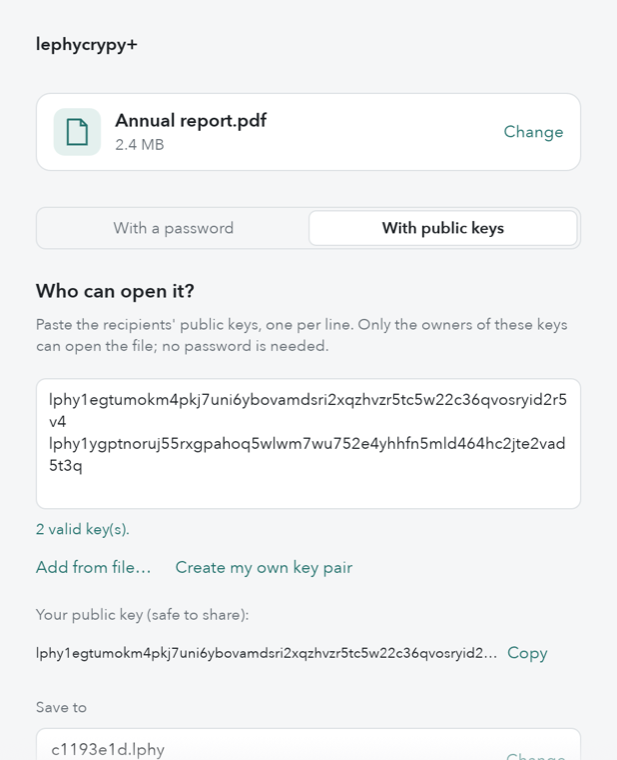 lephycrypy+
Annual report.pdf
2.4 MB
Change
With a password
With public keys
Who can open it?
Paste the recipients' public keys, one per line. Only the owners of these keys
can open the file; no password is needed.
lphy1egtumokm4pkj7uni6ybovamdsri2xqzhvzr5tc5w22c36qvosryid2r5
v4
lphy1ygptnoruj55rxgpahoq5wlwm7wu752e4yhhfn5mld464hc2jte2vad
5t3q
2 valid key(s).
Add from file…
Create my own key pair
Your public key (safe to share):
lphy1egtumokm4pkj7uni6ybovamdsri2xqzhvzr5tc5w22c36qvosryid2…
Copy
Save to
c1193e1d.lphy
Change